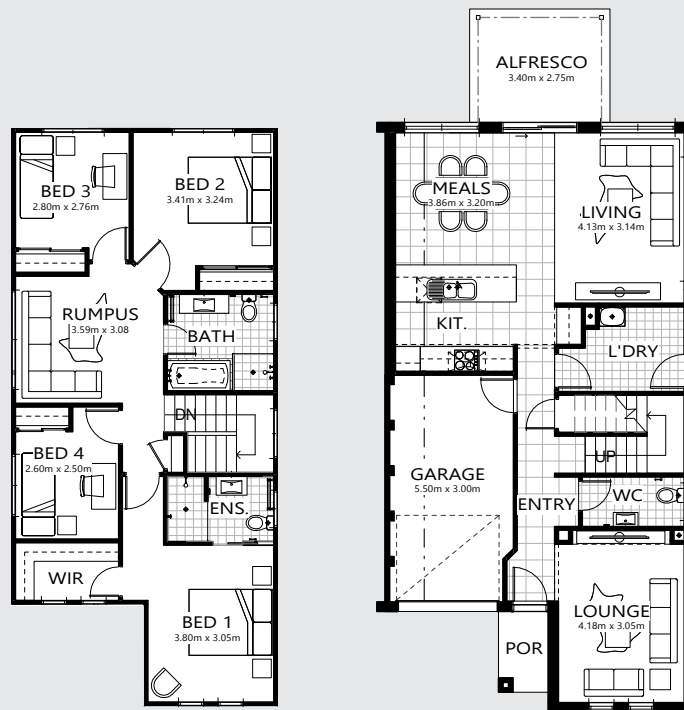 BED 3
2.80m x 2.76m
BED 2
3.41m x 3.24m
RUMPUS
3.59m x 3.08
BATH
DN
BED 4
2.60m x 2.50m
ENS.
WIR
BED 1
3.80m x 3.05m
ALFRESCO
3.40m x 2.75m
MEALS
3.86m x 3.20m
LIVING
4.13m x 3.14m
KIT.
L'DRY
GARAGE
5.50m x 3.00m
UP
ENTRY
WC
LOUNGE
4.18m x 3.05m
POR